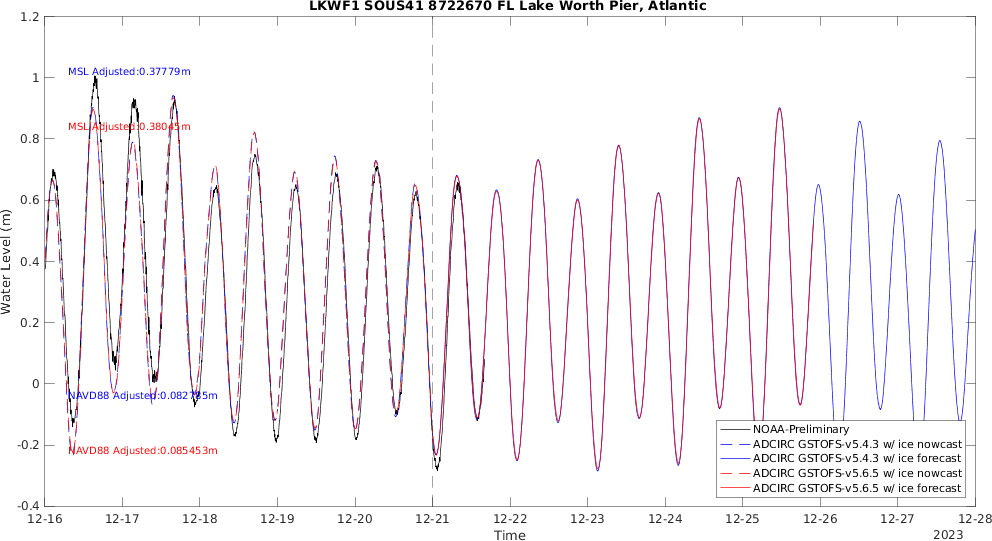 LKWF1 SOUS41 8722670 FL Lake Worth Pier, Atlantic
1.2
1
0.8
0.6
0.4
0.2
0
-0.2
-0.4
Water Level (m)
MSL Adjusted:0.37779m
MSL Adjusted:0.38045m
NAVD88 Adjusted:0.082785m
NAVD88 Adjusted:0.085453m
NOAA-Preliminary
ADCIRC GSTOFS-v5.4.3 w/ ice nowcast
ADCIRC GSTOFS-v5.4.3 w/ ice forecast
ADCIRC GSTOFS-v5.6.5 w/ ice nowcast
ADCIRC GSTOFS-v5.6.5 w/ ice forecast
12-16 12-17 12-18 12-19 12-20 12-21 12-22 12-23 12-24 12-25 12-26 12-27 12-28
Time
2023